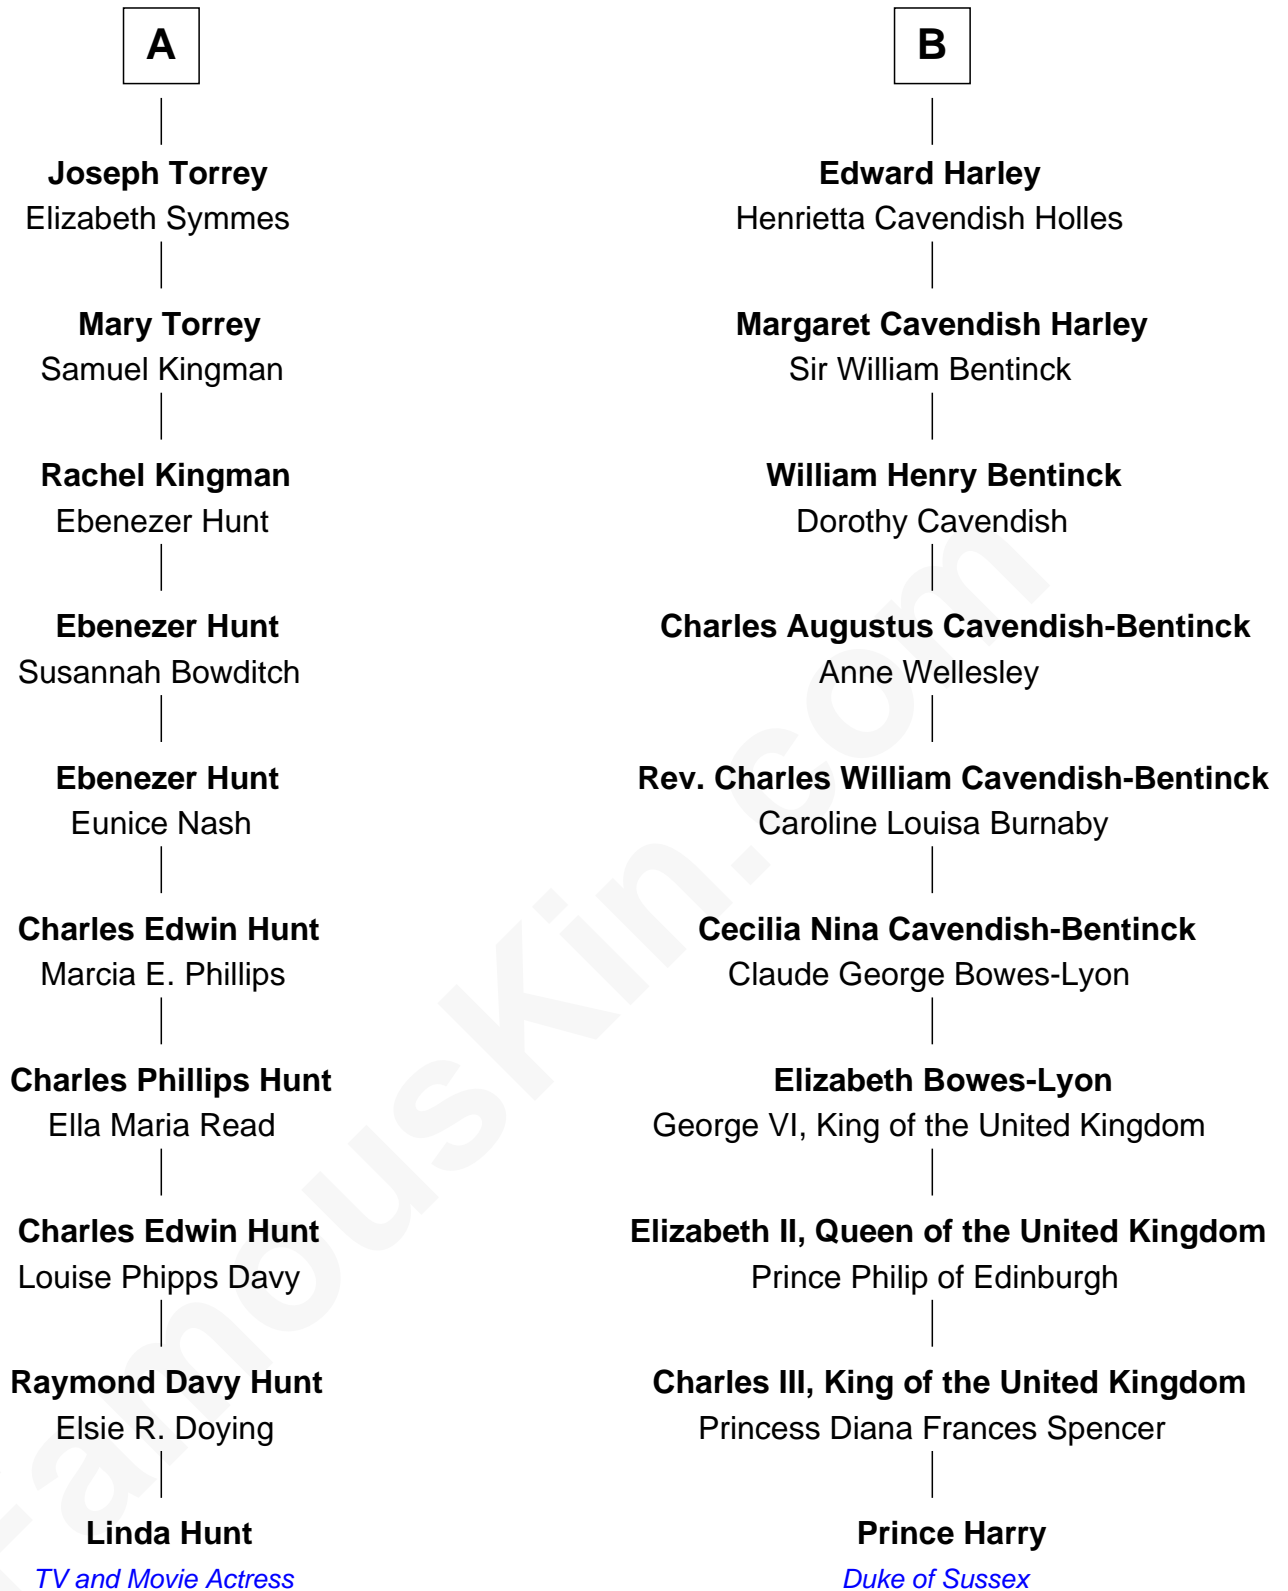 A
Joseph Torrey
Elizabeth Symmes
Mary Torrey
Samuel Kingman
Rachel Kingman
Ebenezer Hunt
Ebenezer Hunt
Susannah Bowditch
Ebenezer Hunt
Eunice Nash
Charles Edwin Hunt
Marcia E. Phillips
Charles Phillips Hunt
Ella Maria Read
Charles Edwin Hunt
Louise Phipps Davy
Raymond Davy Hunt
Elsie R. Doying
Linda Hunt
TV and Movie Actress
B
Edward Harley
Henrietta Cavendish Holles
Margaret Cavendish Harley
Sir William Bentinck
William Henry Bentinck
Dorothy Cavendish
Charles Augustus Cavendish-Bentinck
Anne Wellesley
Rev. Charles William Cavendish-Bentinck
Caroline Louisa Burnaby
Cecilia Nina Cavendish-Bentinck
Claude George Bowes-Lyon
Elizabeth Bowes-Lyon
George VI, King of the United Kingdom
Elizabeth II, Queen of the United Kingdom
Prince Philip of Edinburgh
Charles III, King of the United Kingdom
Princess Diana Frances Spencer
Prince Harry
Duke of Sussex
FamousKin.com